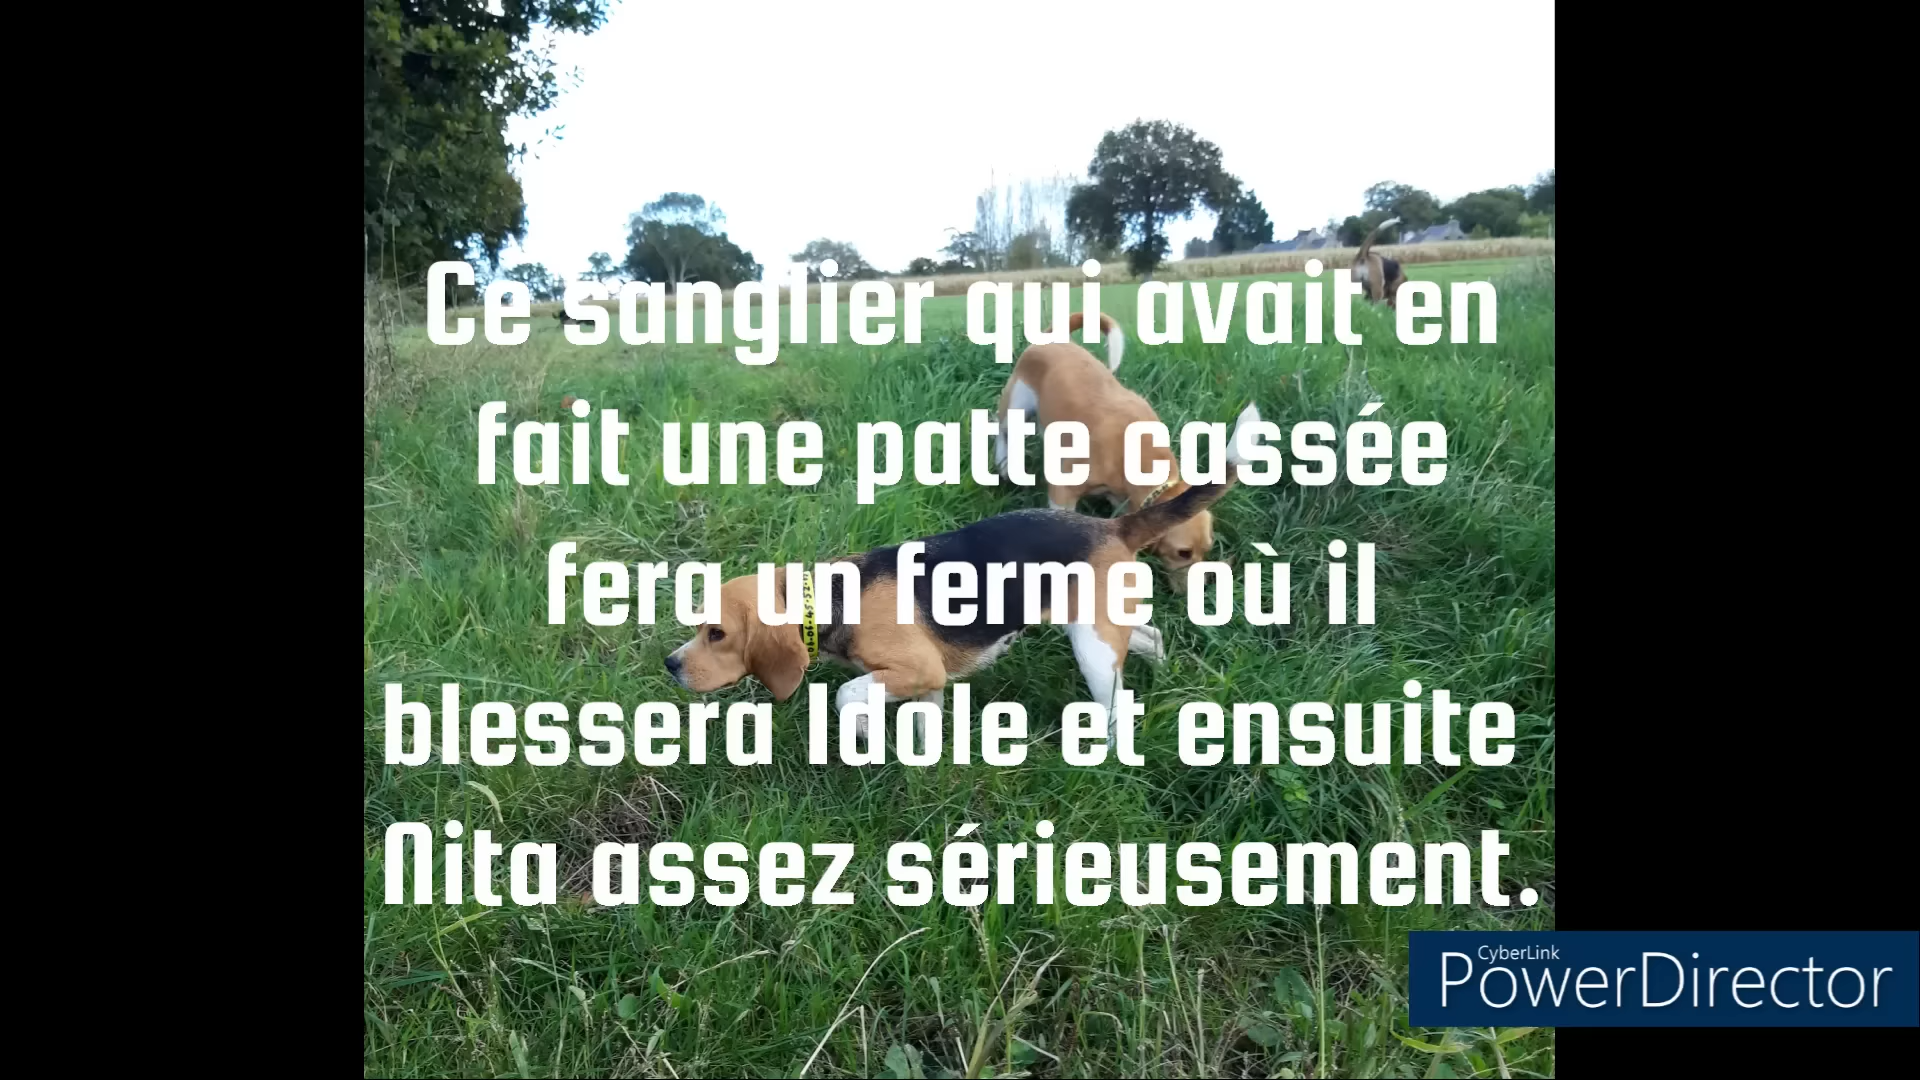 Ce sanglier qui avait en
fait une patte cassée
fera un ferme où il
blessera Idole et ensuite
Nita assez sérieusement.
CyberLink
PowerDirector